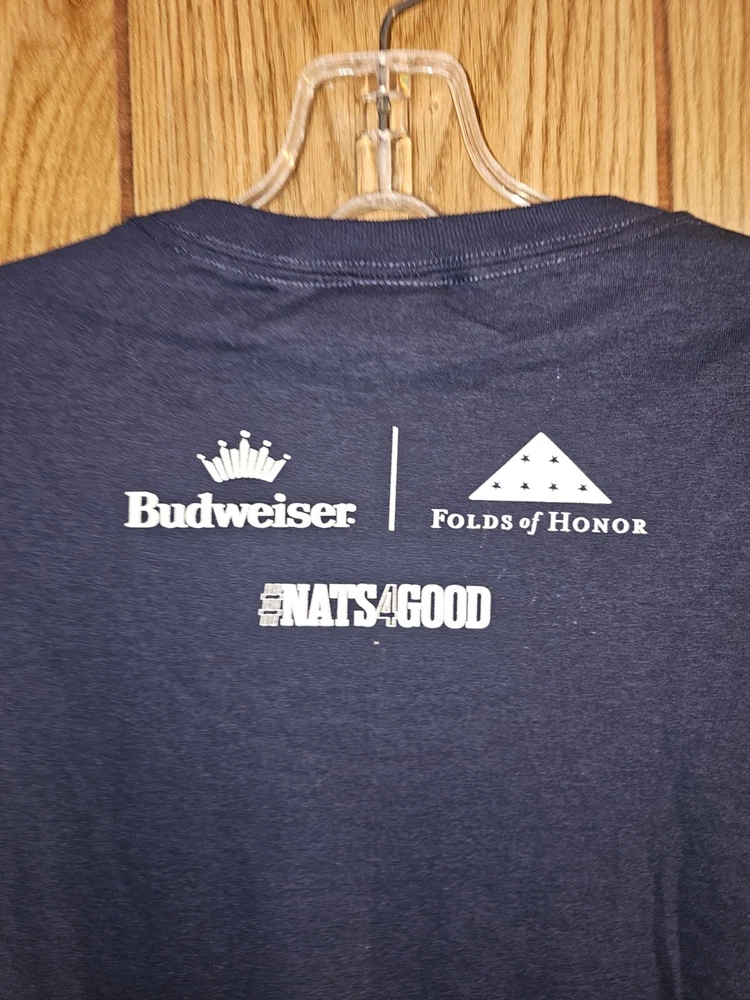 Budweiser
FOLDS of HONOR
#NATS4GOOD